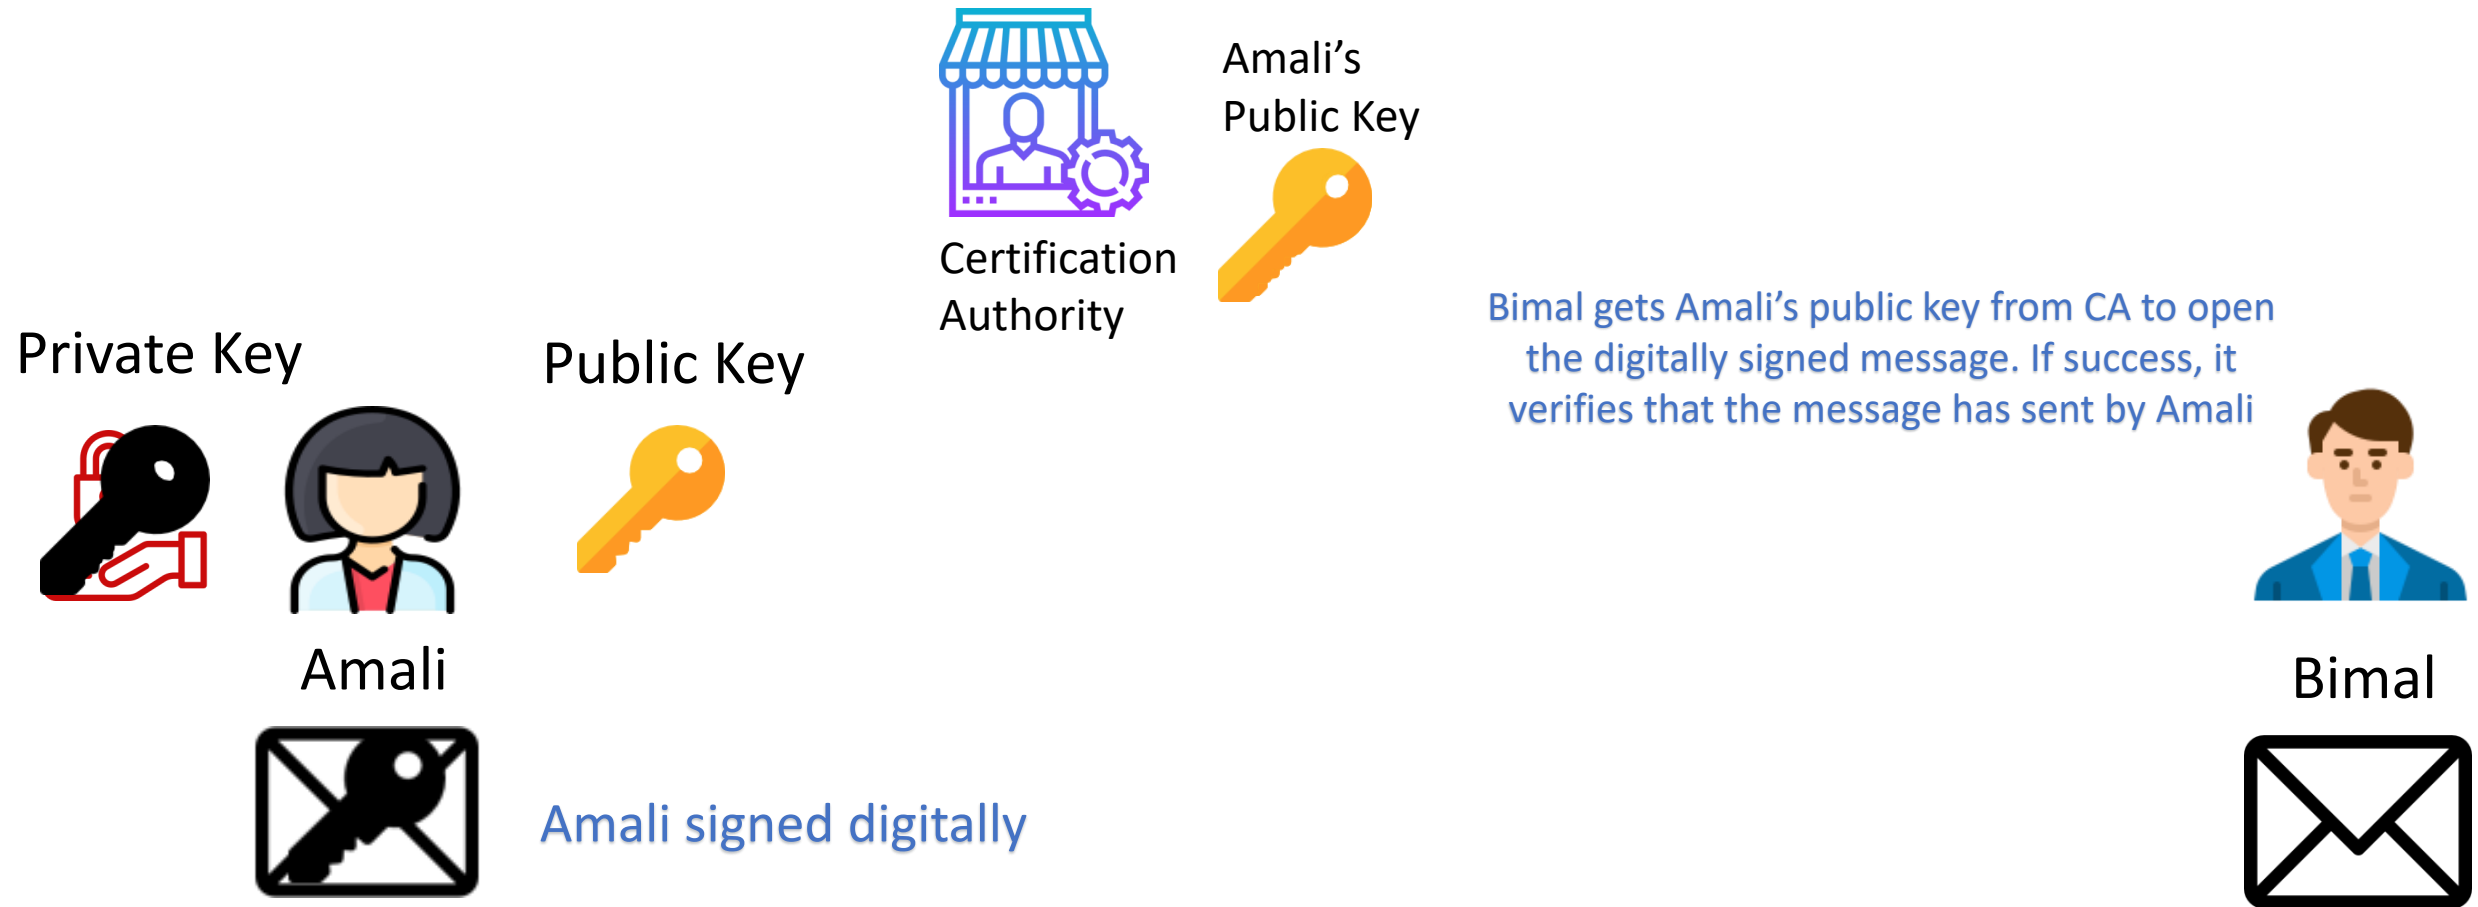 Amali's
Public Key
Certification
Authority
Bimal gets Amali's public key from CA to open
the digitally signed message. If success, it
verifies that the message has sent by Amali
Private Key
Public Key
Amali
Bimal
Amali signed digitally